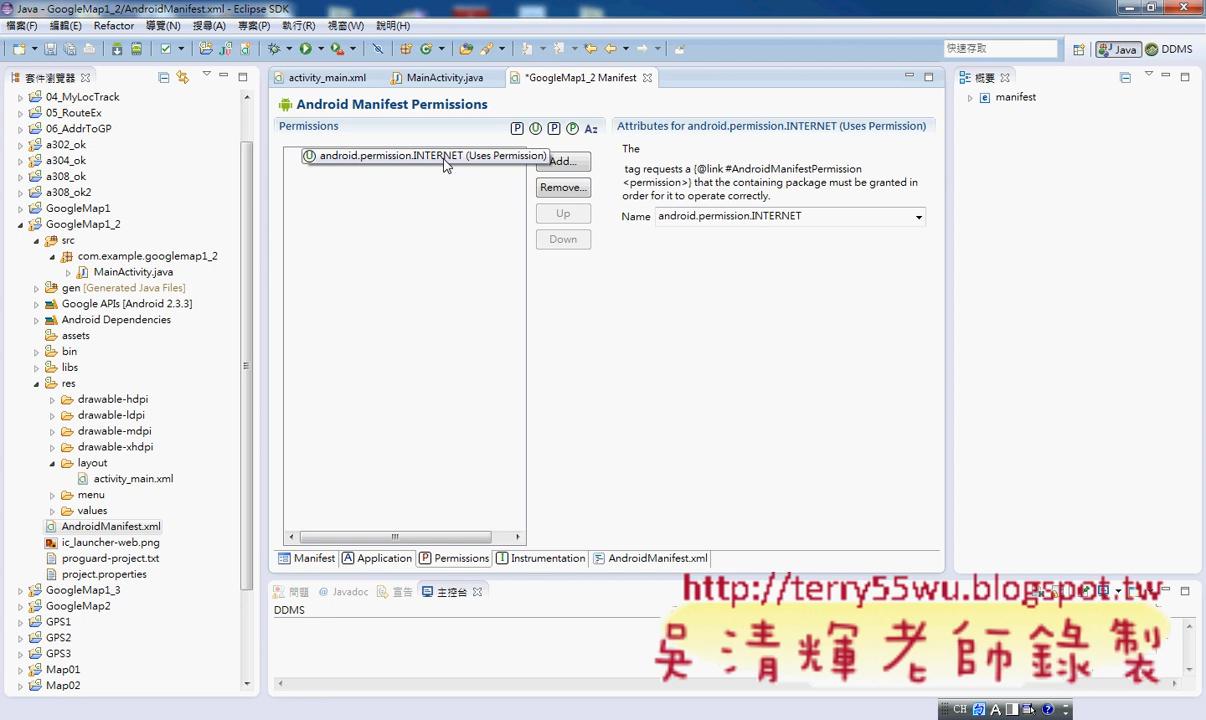 Java - GoogleMap1_2/AndroidManifest.xml - Eclipse SDK
檔案(F) 編輯(E) Refactor 導覽(N) 搜尋(A) 專案(P) 執行(R) 視窗(W) 說明(H)
快速存取
Java
DDMS
套件瀏覽器
04_MyLocTrack
05_RouteEx
06_AddrToGP
a302_ok
a304_ok
a308_ok
a308_ok2
GoogleMap1
GoogleMap1_2
src
com.example.googlemap1_2
MainActivity.java
gen [Generated Java Files]
Google APIs [Android 2.3.3]
Android Dependencies
assets
bin
libs
res
drawable-hdpi
drawable-ldpi
drawable-mdpi
drawable-xhdpi
layout
activity_main.xml
menu
values
AndroidManifest.xml
ic_launcher-web.png
proguard-project.txt
project.properties
GoogleMap1_3
GoogleMap2
GPS1
GPS2
GPS3
Map01
Map02
activity_main.xml
MainActivity.java
*GoogleMap1_2 Manifest
Android Manifest Permissions
Permissions
P U P P Az
U android.permission.INTERNET (Uses Permission)
Add...
Remove...
Up
Down
Attributes for android.permission.INTERNET (Uses Permission)
The
tag requests a {@link #AndroidManifestPermission
<permission>} that the containing package must be granted in
order for it to operate correctly.
Name android.permission.INTERNET
Manifest A Application P Permissions I Instrumentation AndroidManifest.xml
概要
e manifest
問題 @ Javadoc 宣告 主控台
DDMS
http://terry55wu.blogspot.tw
吳清輝老師錄製
CH